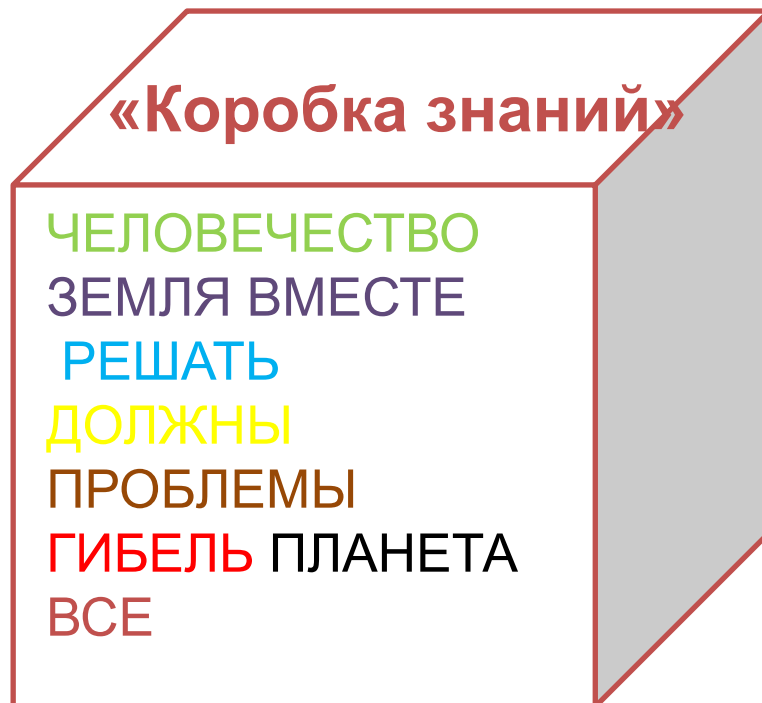 «Коробка знаний»
ЧЕЛОВЕЧЕСТВО
ЗЕМЛЯ ВМЕСТЕ
РЕШАТЬ
ДОЛЖНЫ
ПРОБЛЕМЫ
ГИБЕЛЬ ПЛАНЕТА
ВСЕ